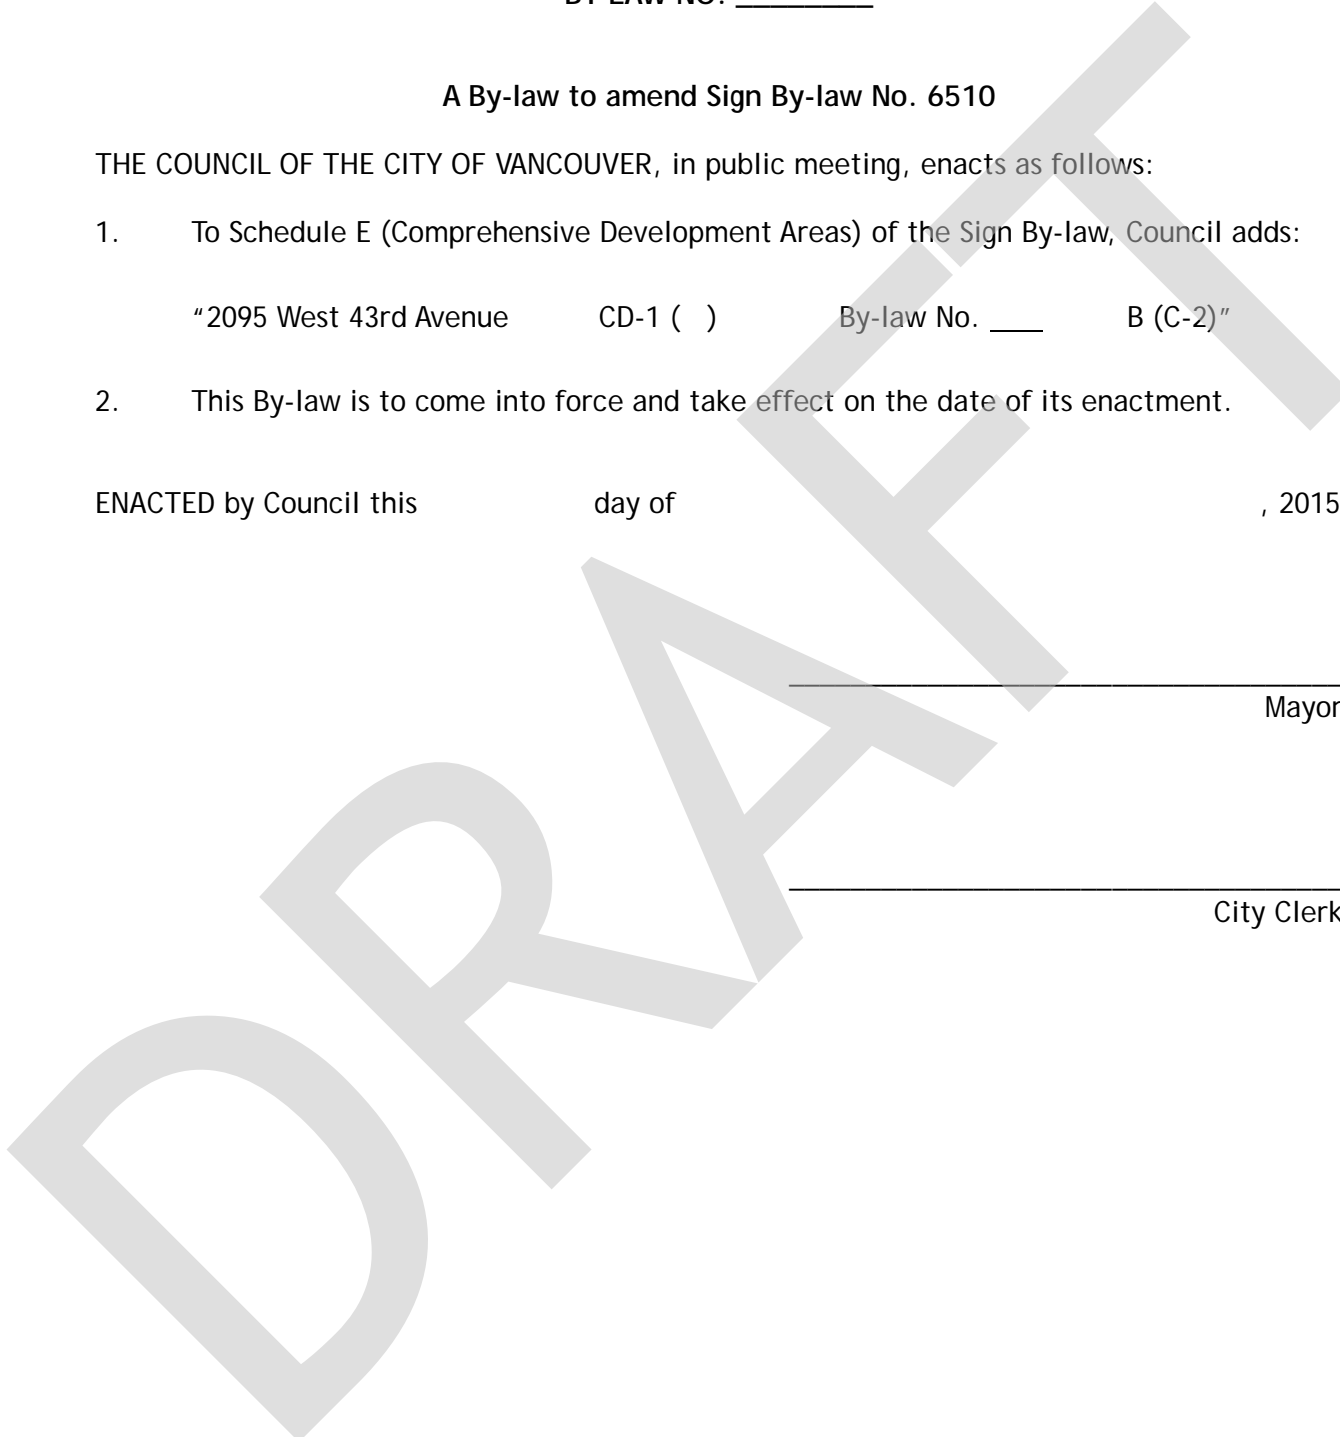 BY-LAW NO. ________
A By-law to amend Sign By-law No. 6510
THE COUNCIL OF THE CITY OF VANCOUVER, in public meeting, enacts as follows:
1. To Schedule E (Comprehensive Development Areas) of the Sign By-law, Council adds:
"2095 West 43rd Avenue CD-1 ( ) By-law No. ___ B (C-2)"
2. This By-law is to come into force and take effect on the date of its enactment.
ENACTED by Council this day of , 2015
Mayor
City Clerk
DRAFT